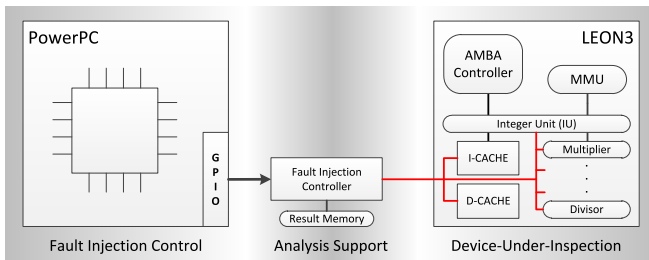 PowerPC
GPIO
Fault Injection Control
Fault Injection
Controller
Result Memory
Analysis Support
LEON3
AMBA
Controller
MMU
Integer Unit (IU)
I-CACHE
Multiplier
D-CACHE
Divisor
Device-Under-Inspection